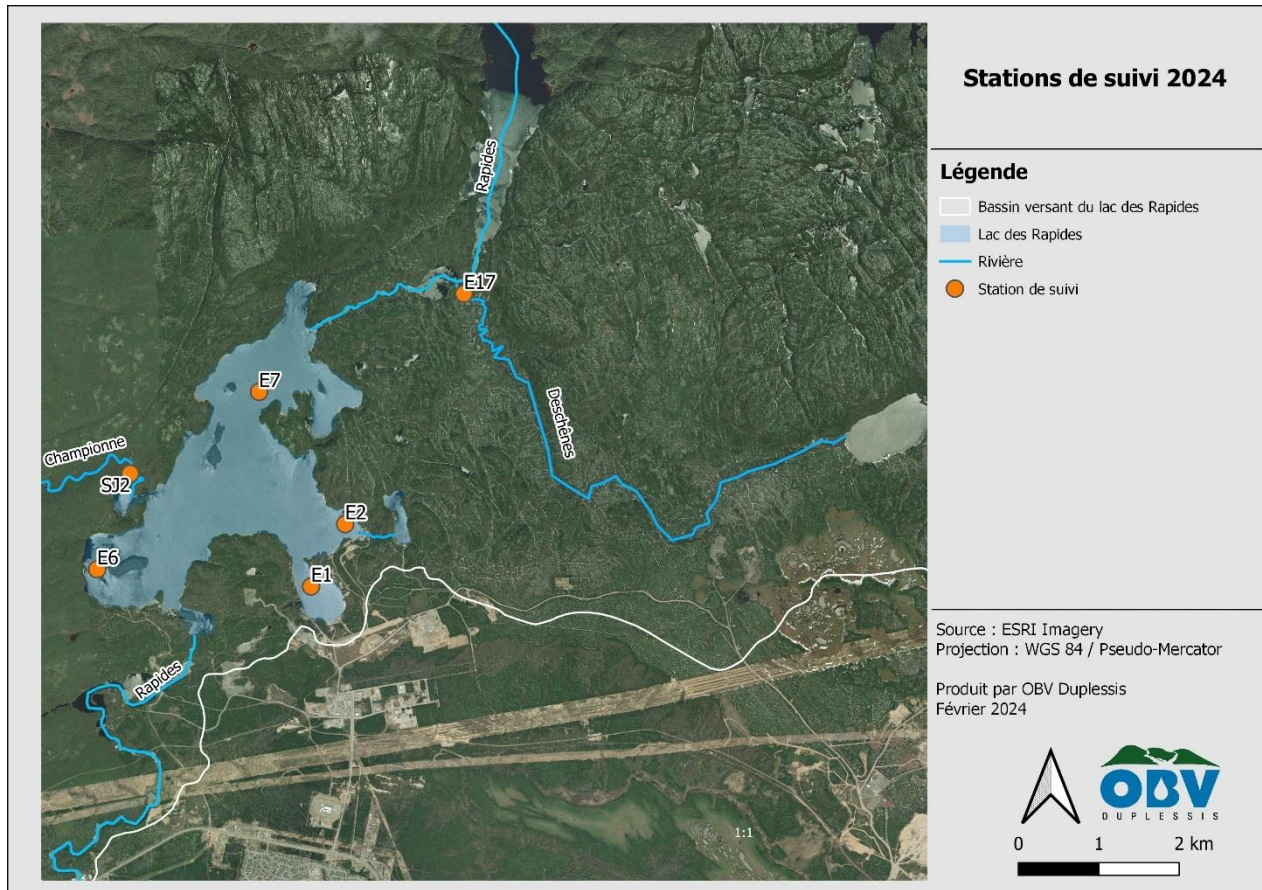 Stations de suivi 2024
Légende
Bassin versant du lac des Rapides
Lac des Rapides
Rivière
Station de suivi
Rapides
E17
E7
Deschênes
Championne
SJ2
E2
E6
E1
Rapides
1:1
Source : ESRI Imagery
Projection : WGS 84 / Pseudo-Mercator
Produit par OBV Duplessis
Février 2024
OBV
DUPLESSIS
0 1 2 km